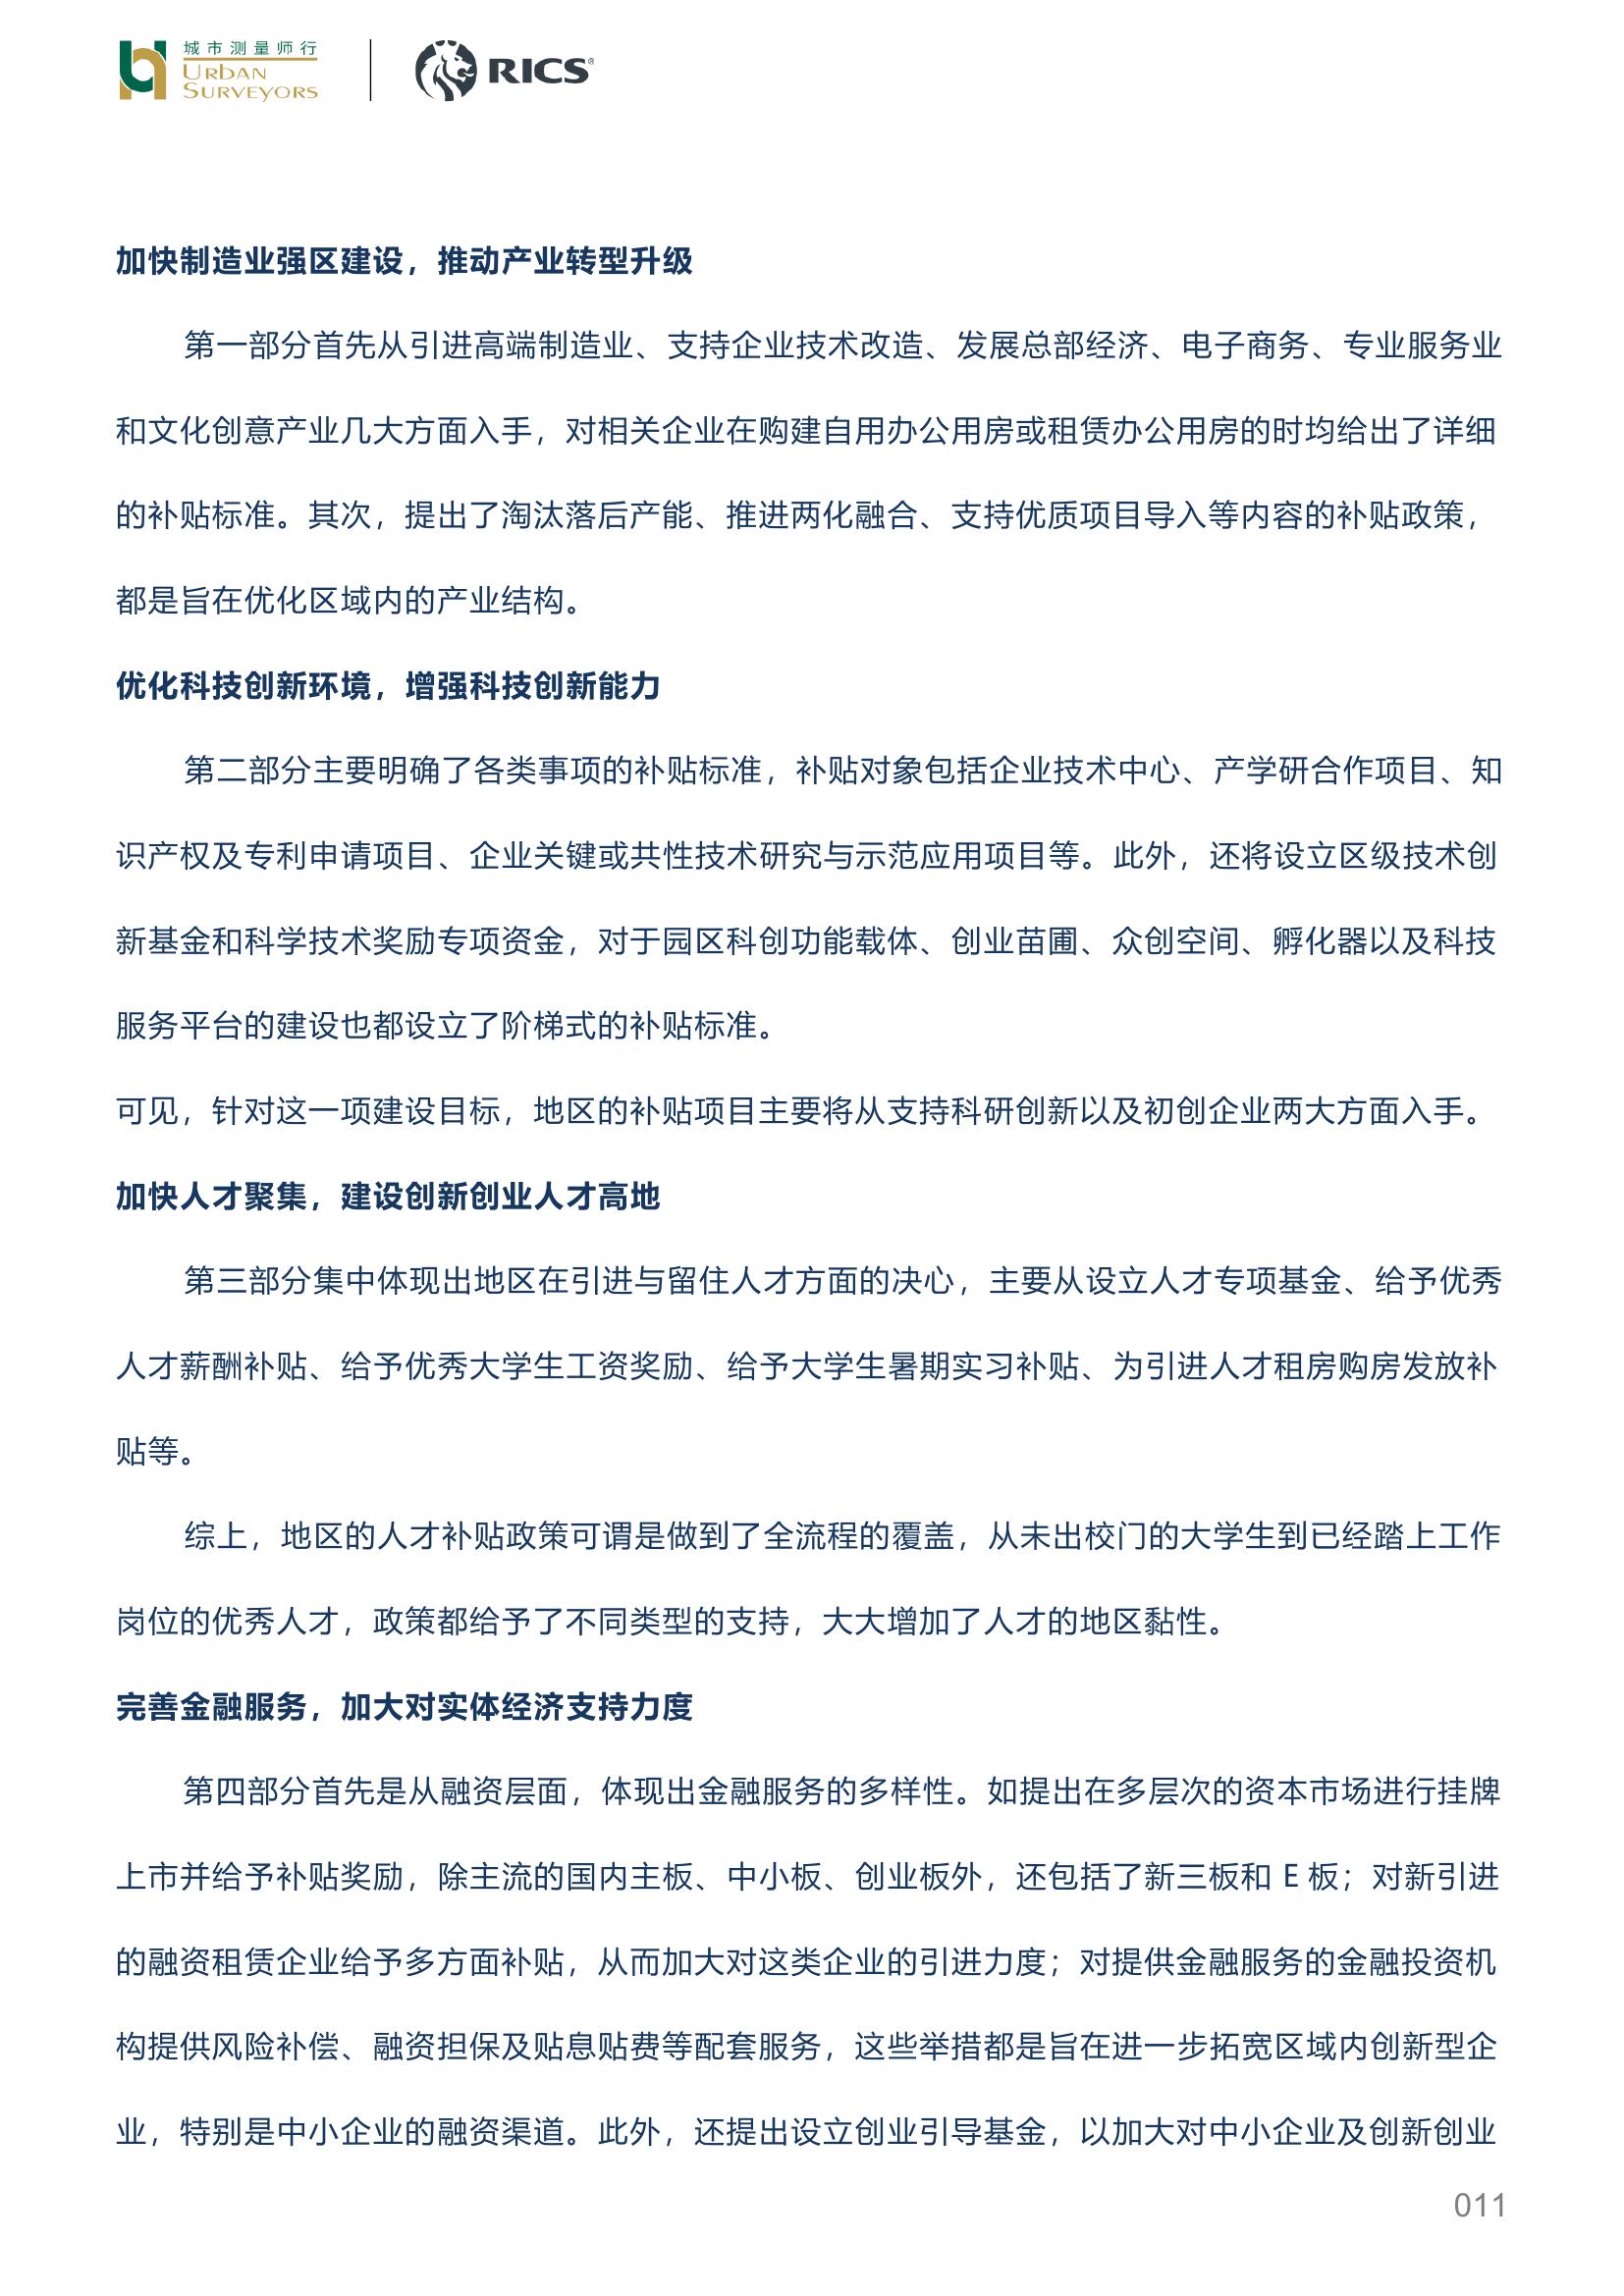 城市测量师行
URBAN
SURVEYORS
RICS®
加快制造业强区建设，推动产业转型升级
第一部分首先从引进高端制造业、支持企业技术改造、发展总部经济、电子商务、专业服务业
和文化创意产业几大方面入手，对相关企业在购建自用办公用房或租赁办公用房的时均给出了详细
的补贴标准。其次，提出了淘汰落后产能、推进两化融合、支持优质项目导入等内容的补贴政策，
都是旨在优化区域内的产业结构。
优化科技创新环境，增强科技创新能力
第二部分主要明确了各类事项的补贴标准，补贴对象包括企业技术中心、产学研合作项目、知
识产权及专利申请项目、企业关键或共性技术研究与示范应用项目等。此外，还将设立区级技术创
新基金和科学技术奖励专项资金，对于园区科创功能载体、创业苗圃、众创空间、孵化器以及科技
服务平台的建设也都设立了阶梯式的补贴标准。
可见，针对这一项建设目标，地区的补贴项目主要将从支持科研创新以及初创企业两大方面入手。
加快人才聚集，建设创新创业人才高地
第三部分集中体现出地区在引进与留住人才方面的决心，主要从设立人才专项基金、给予优秀
人才薪酬补贴、给予优秀大学生工资奖励、给予大学生暑期实习补贴、为引进人才租房购房发放补
贴等。
综上，地区的人才补贴政策可谓是做到了全流程的覆盖，从未出校门的大学生到已经踏上工作
岗位的优秀人才，政策都给予了不同类型的支持，大大增加了人才的地区黏性。
完善金融服务，加大对实体经济支持力度
第四部分首先是从融资层面，体现出金融服务的多样性。如提出在多层次的资本市场进行挂牌
上市并给予补贴奖励，除主流的国内主板、中小板、创业板外，还包括了新三板和 E 板；对新引进
的融资租赁企业给予多方面补贴，从而加大对这类企业的引进力度；对提供金融服务的金融投资机
构提供风险补偿、融资担保及贴息贴费等配套服务，这些举措都是旨在进一步拓宽区域内创新型企
业，特别是中小企业的融资渠道。此外，还提出设立创业引导基金，以加大对中小企业及创新创业
011